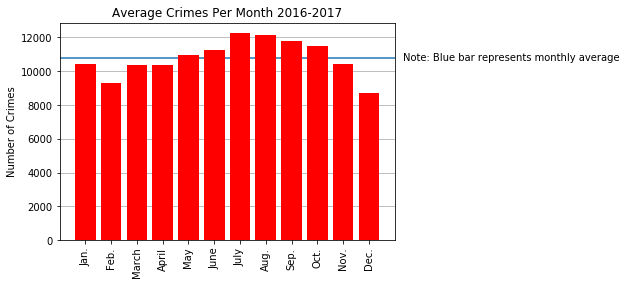 Average Crimes Per Month 2016-2017
12000
10000
8000
6000
4000
2000
0
Number of Crimes
Note: Blue bar represents monthly average
Jan.
Feb.
March
April
May
June
July
Aug.
Sep.
Oct.
Nov.
Dec.